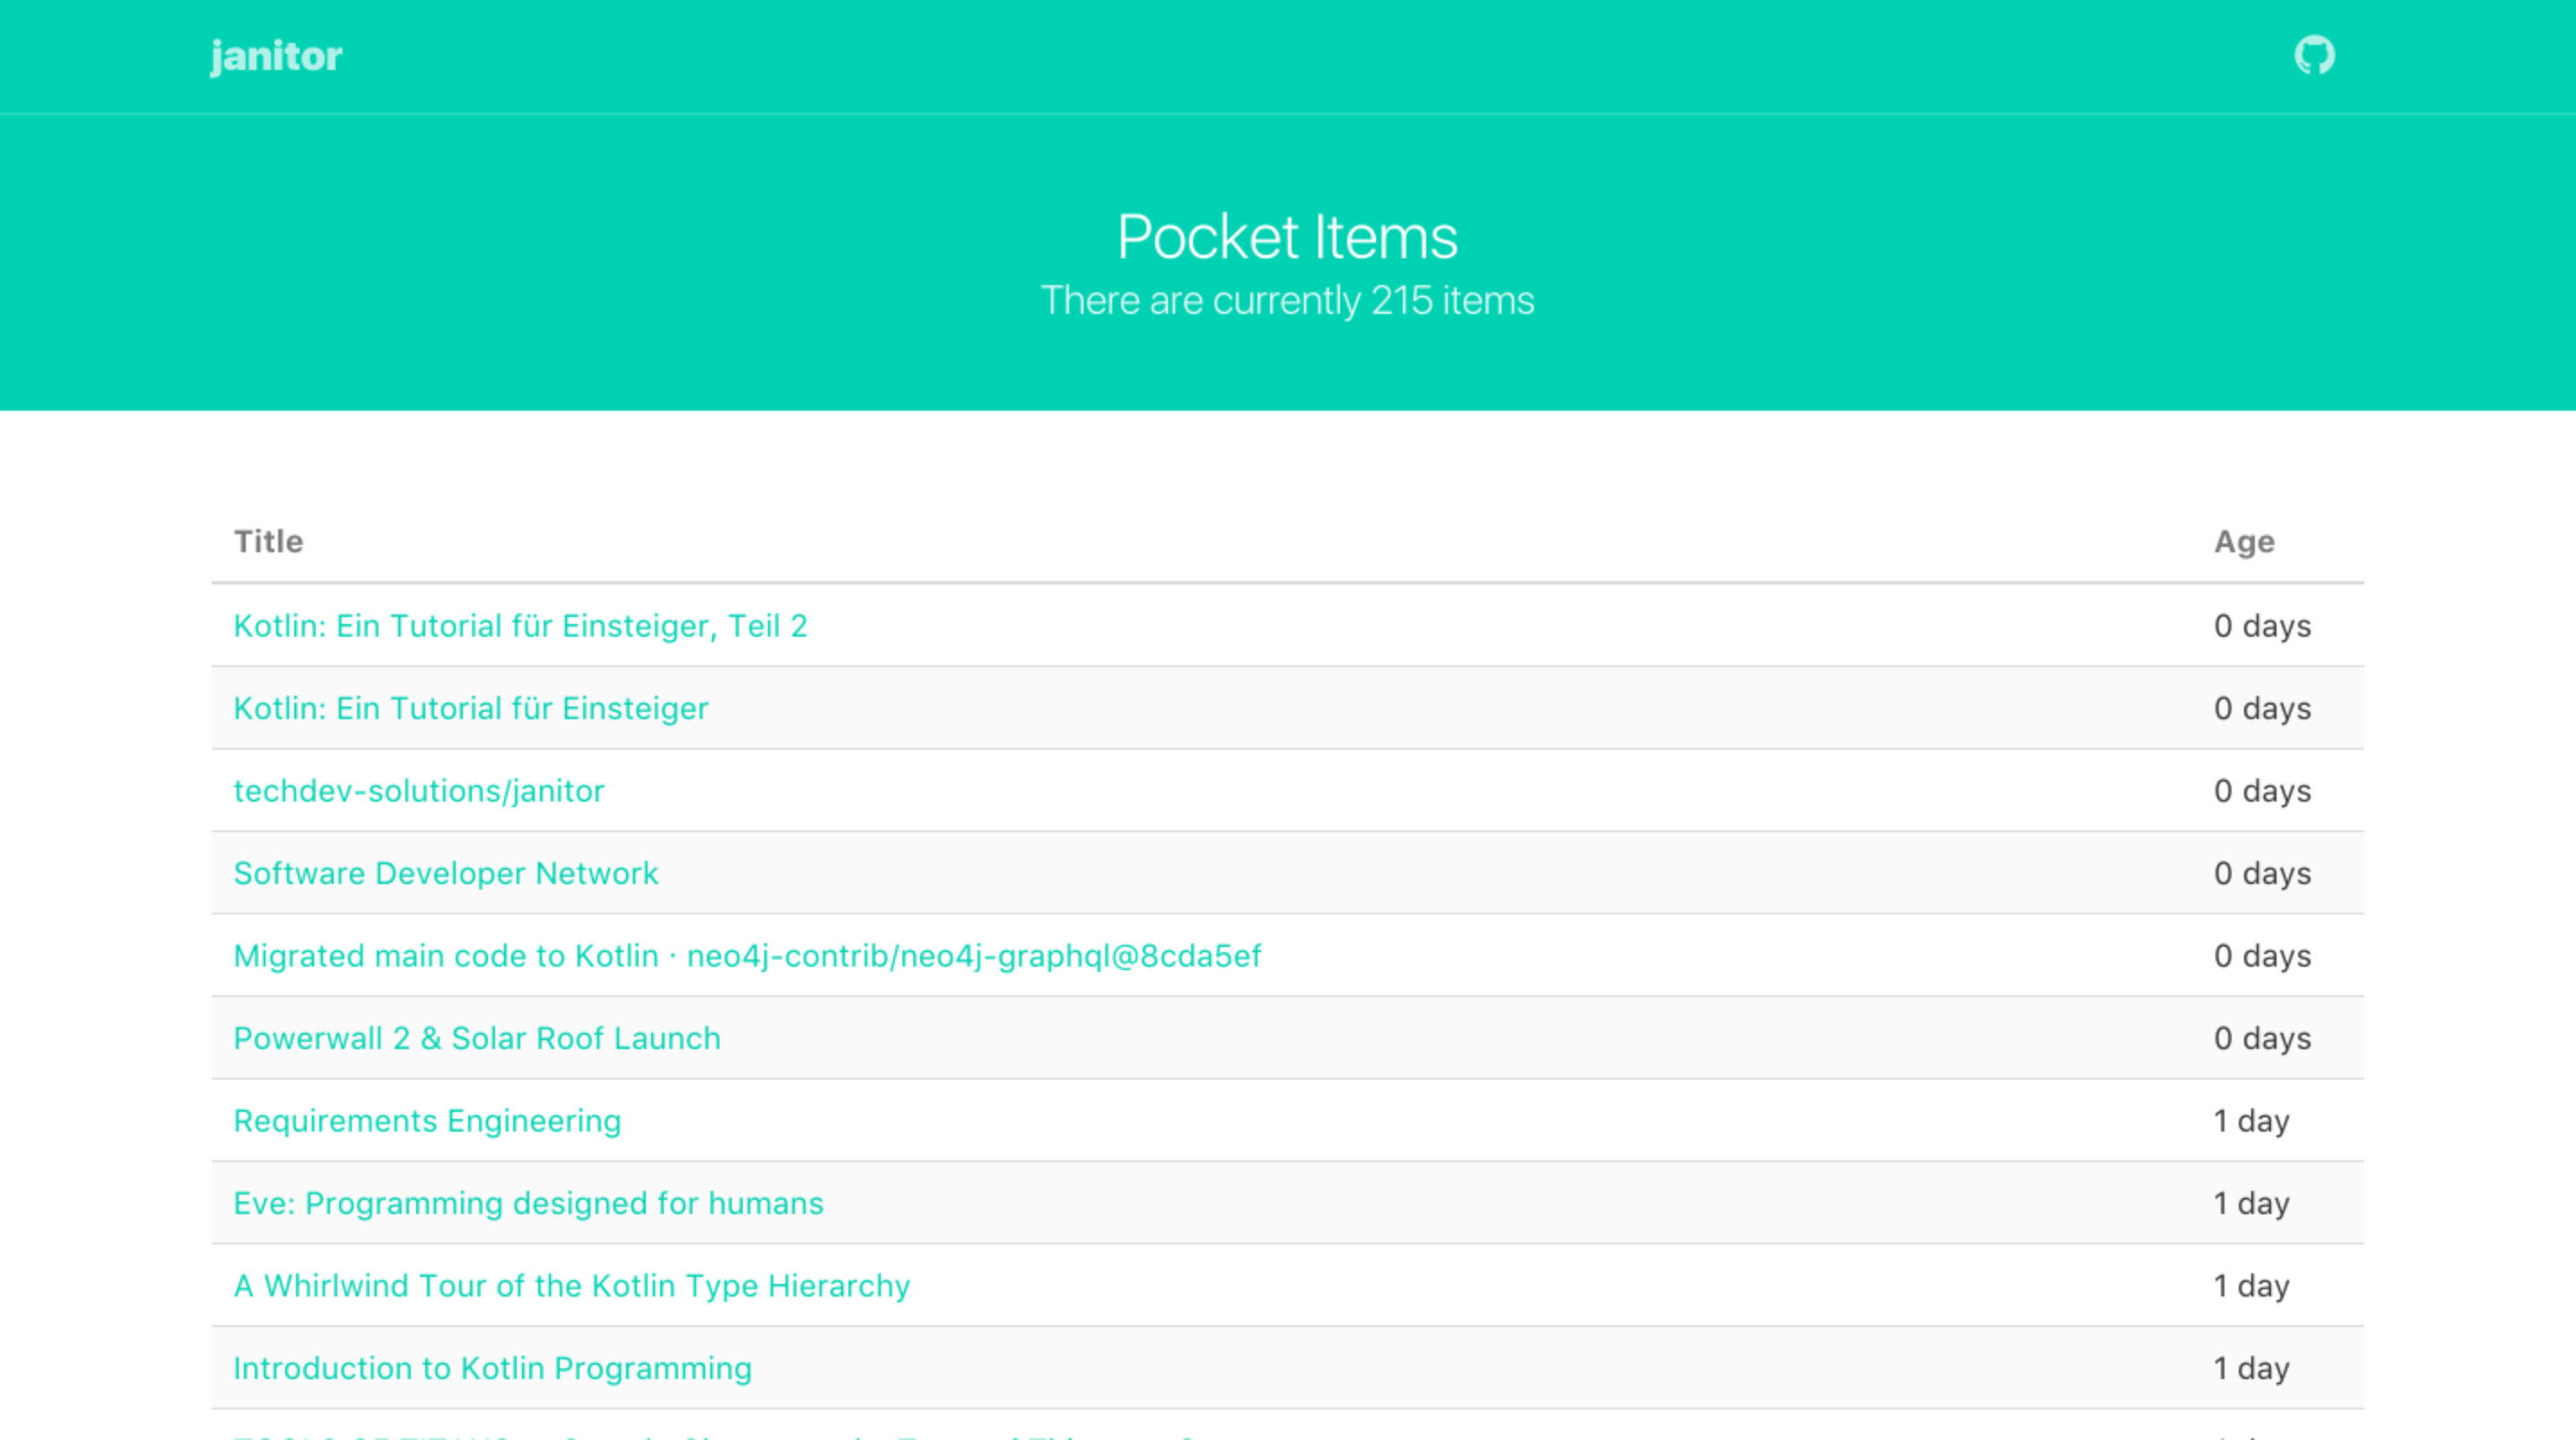 janitor
Pocket Items
There are currently 215 items
Title Age
Kotlin: Ein Tutorial für Einsteiger, Teil 2 0 days
Kotlin: Ein Tutorial für Einsteiger 0 days
techdev-solutions/janitor 0 days
Software Developer Network 0 days
Migrated main code to Kotlin · neo4j-contrib/neo4j-graphql@8cda5ef 0 days
Powerwall 2 & Solar Roof Launch 0 days
Requirements Engineering 1 day
Eve: Programming designed for humans 1 day
A Whirlwind Tour of the Kotlin Type Hierarchy 1 day
Introduction to Kotlin Programming 1 day